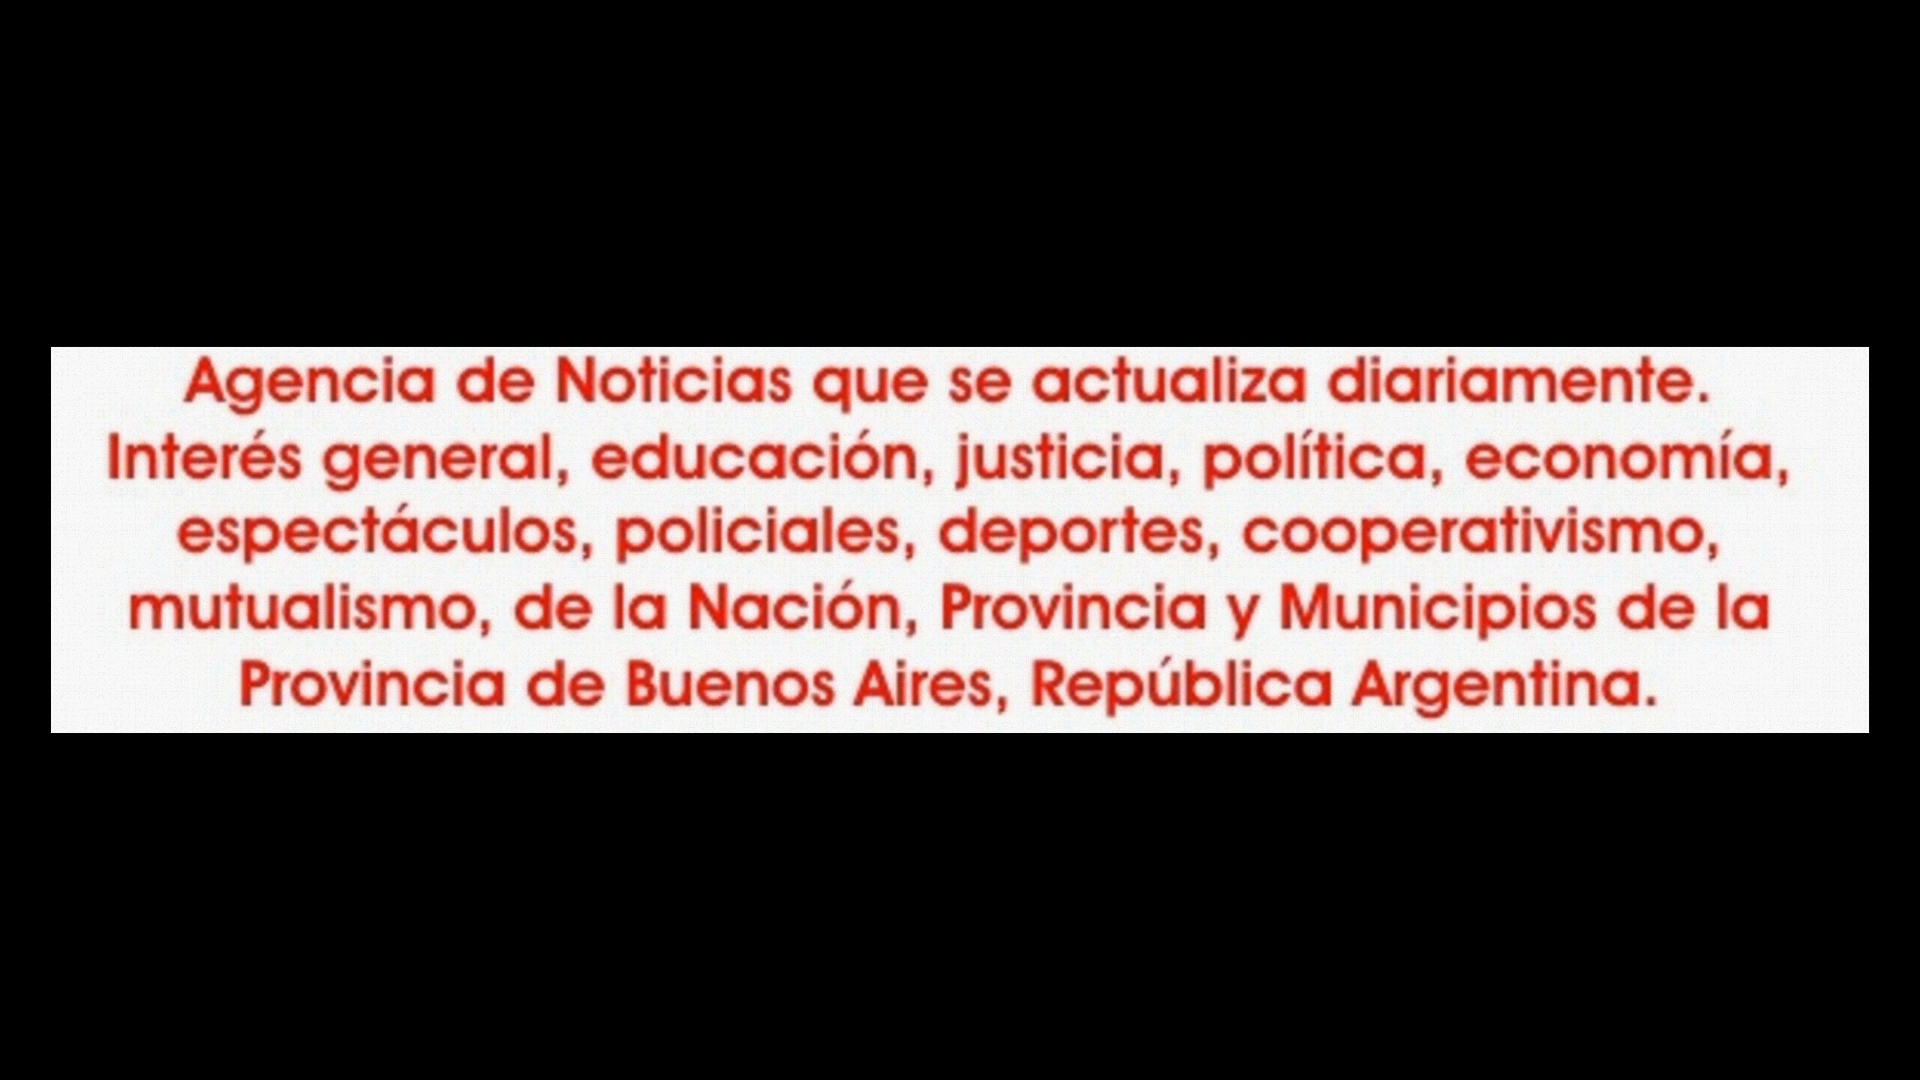 Agencia de Noticias que se actualiza diariamente.
Interés general, educación, justicia, política, economía,
espectáculos, policiales, deportes, cooperativismo,
mutualismo, de la Nación, Provincia y Municipios de la
Provincia de Buenos Aires, República Argentina.